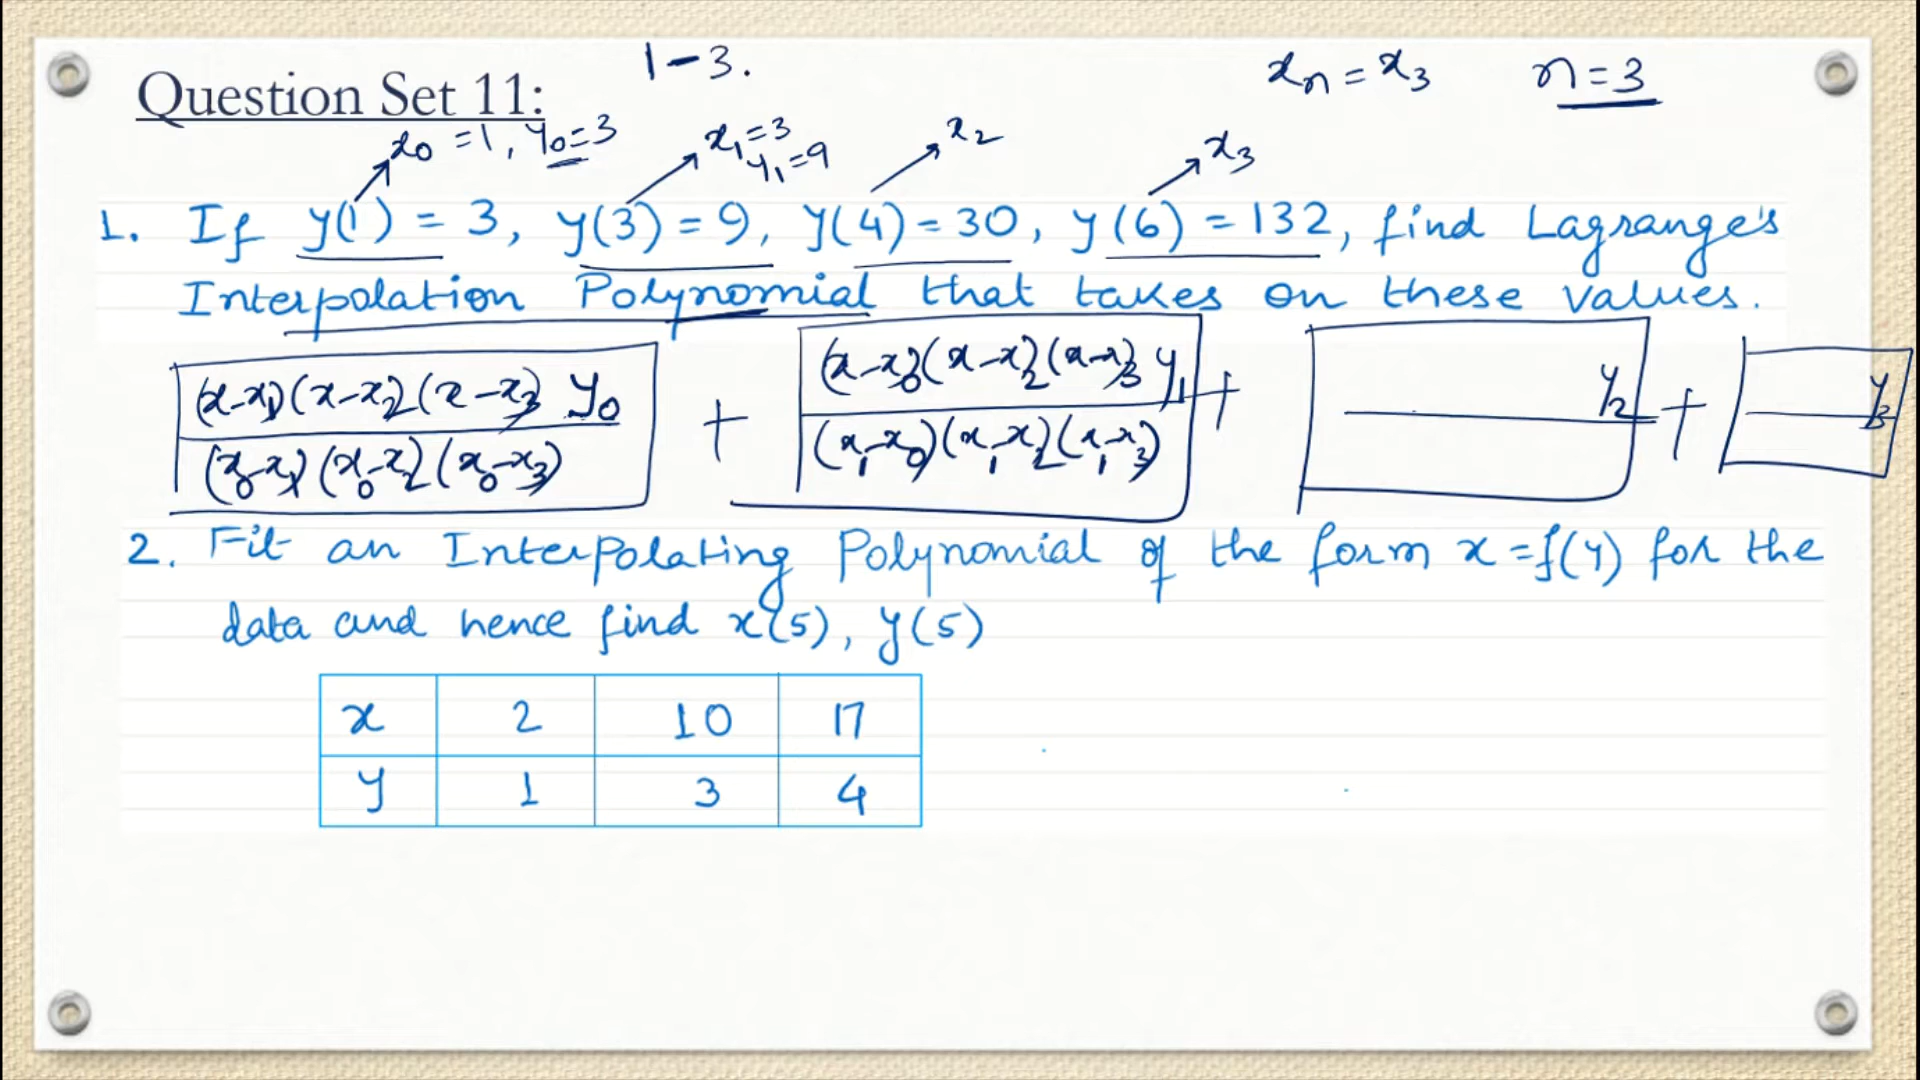 1-3.
xₙ = x₃ n = 3
Question Set 11:
x₀ = 1, y₀ = 3
x₁ = 3
y₁ = 9
x₂
x₃
1. If y(1) = 3, y(3) = 9, y(4) = 30, y(6) = 132, find Lagrange's
Interpolation Polynomial that takes on these values.
(x-x₁)(x-x₂)(x-x₃) y₀ + (x-x₀)(x-x₂)(x-x₃) y₁ + y₂ + y₃
(x₀-x₁)(x₀-x₂)(x₀-x₃) (x₁-x₀)(x₁-x₂)(x₁-x₃)
2. Fit an Interpolating Polynomial of the form x = f(y) for the
data and hence find x(5), y(5)
x 2 10 17
y 1 3 4